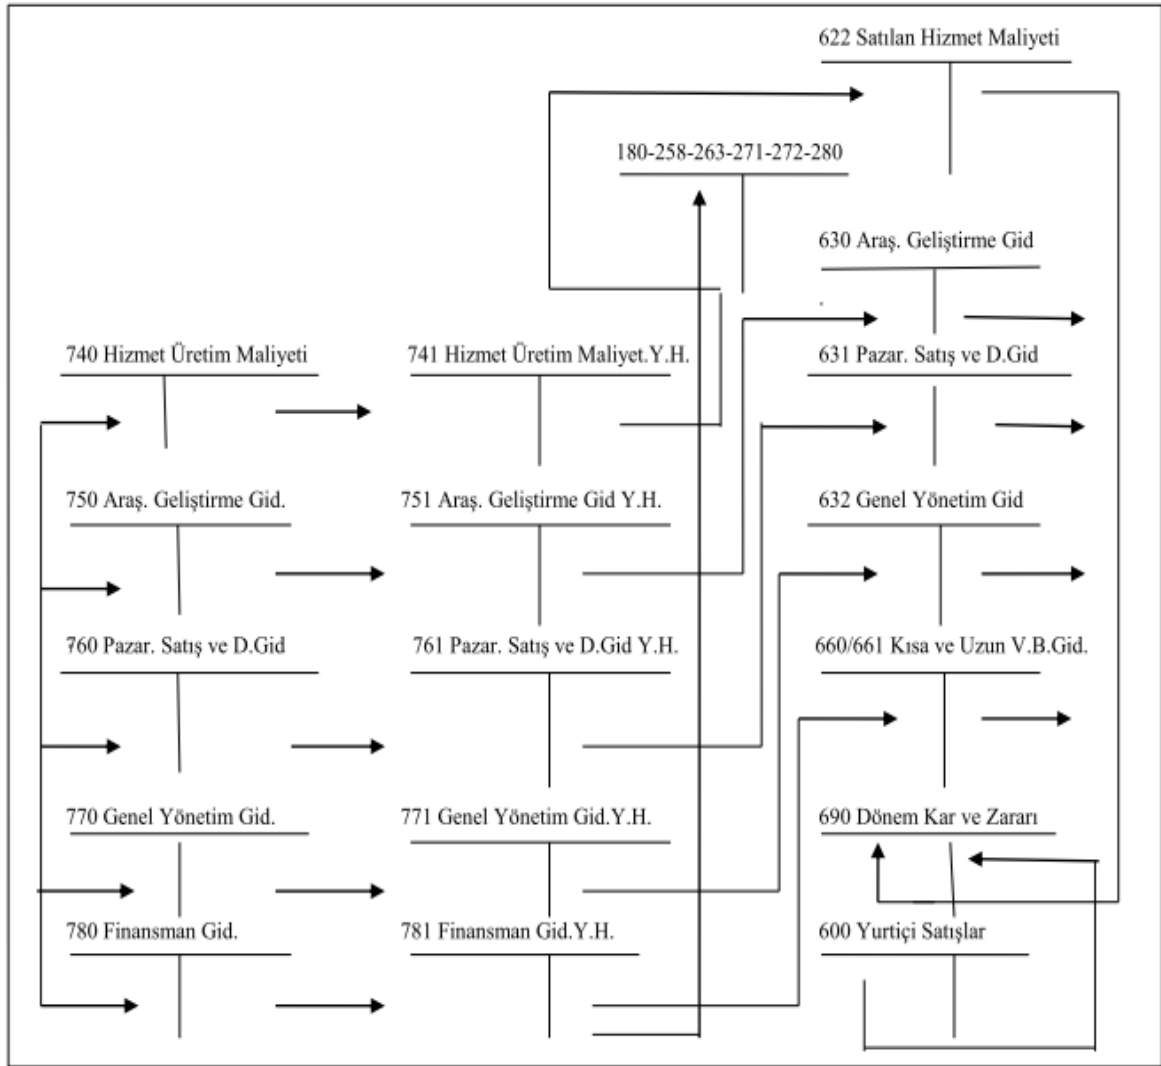 622 Satılan Hizmet Maliyeti
180-258-263-271-272-280
630 Araş. Geliştirme Gid
740 Hizmet Üretim Maliyeti
741 Hizmet Üretim Maliyet.Y.H.
631 Pazar. Satış ve D.Gid
750 Araş. Geliştirme Gid.
751 Araş. Geliştirme Gid Y.H.
632 Genel Yönetim Gid
760 Pazar. Satış ve D.Gid
761 Pazar. Satış ve D.Gid Y.H.
660/661 Kısa ve Uzun V.B.Gid.
770 Genel Yönetim Gid.
771 Genel Yönetim Gid.Y.H.
690 Dönem Kar ve Zararı
780 Finansman Gid.
781 Finansman Gid.Y.H.
600 Yurtiçi Satışlar